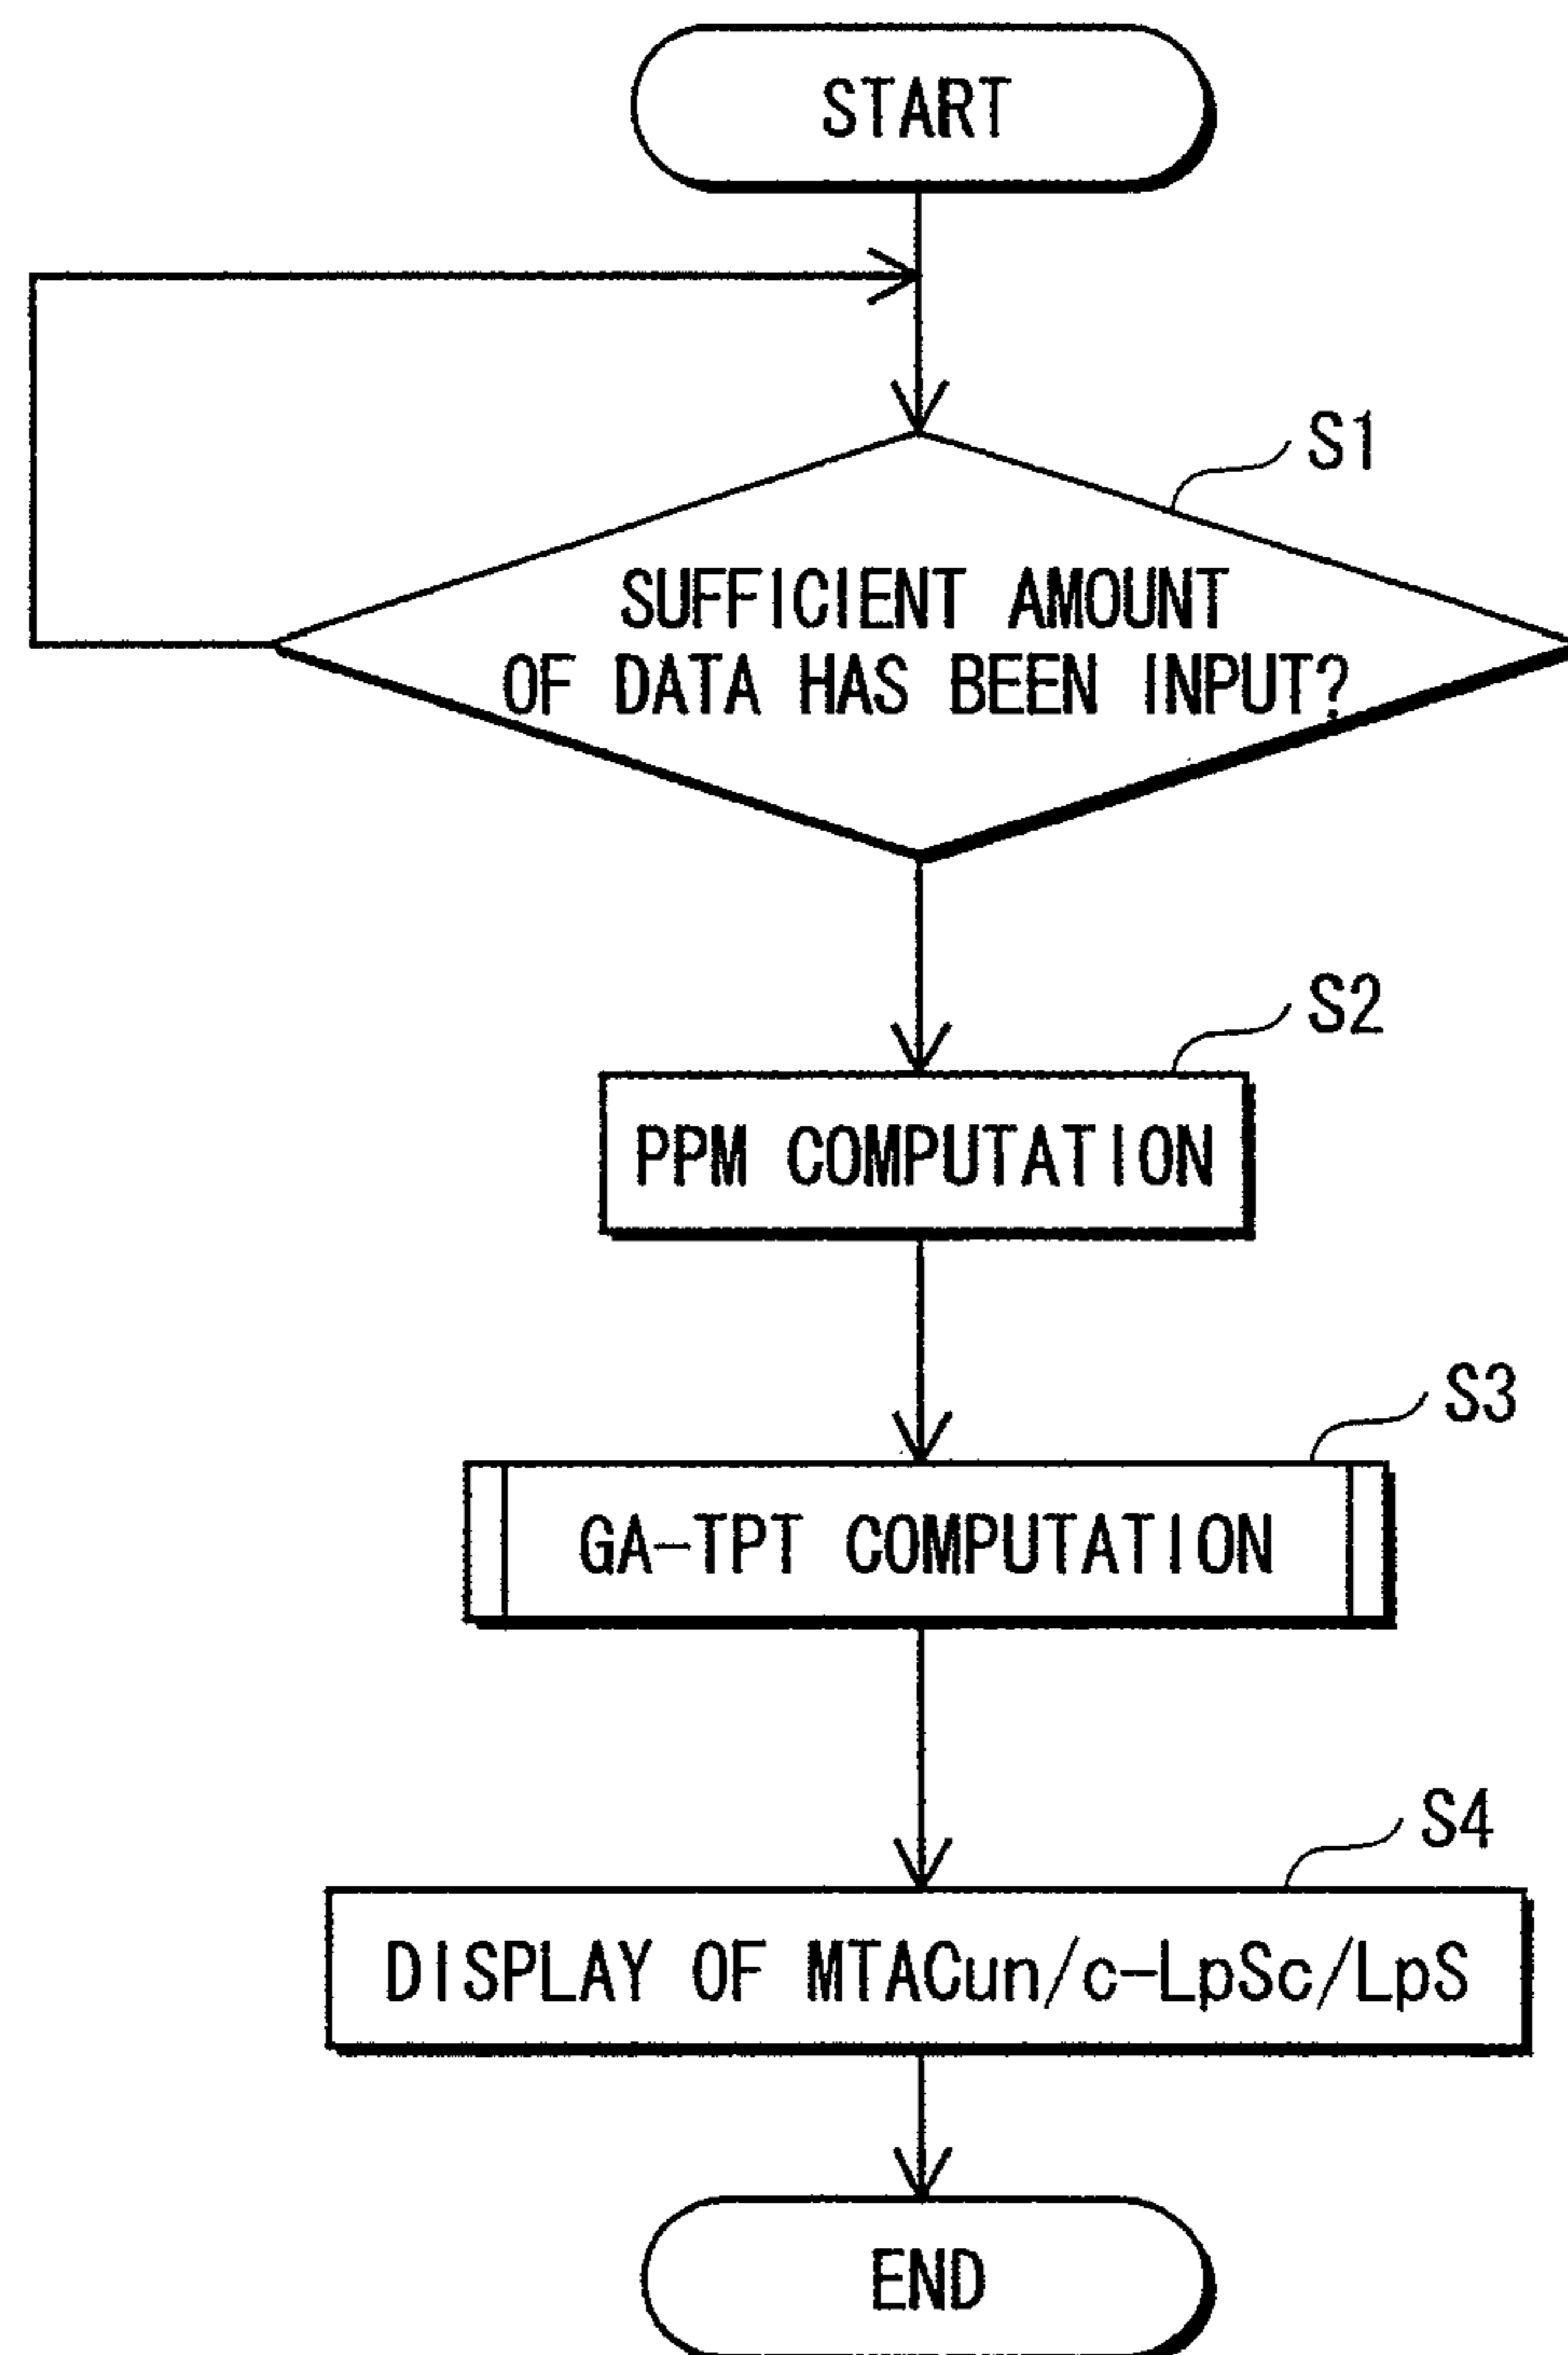 START
S1
SUFFICIENT AMOUNT
OF DATA HAS BEEN INPUT?
S2
PPM COMPUTATION
S3
GA-TPT COMPUTATION
S4
DISPLAY OF MTACun/c-LpSc/LpS
END